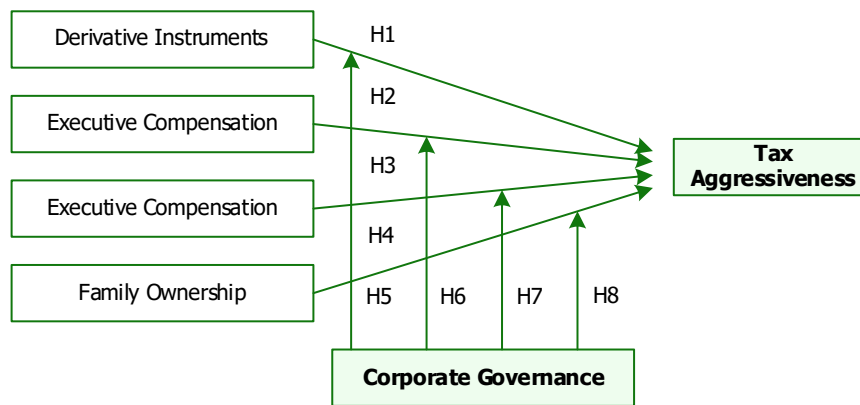 Derivative Instruments
H1
H2
Executive Compensation
H3
Tax
Aggressiveness
Executive Compensation
H4
Family Ownership
H5
H6
H7
H8
Corporate Governance